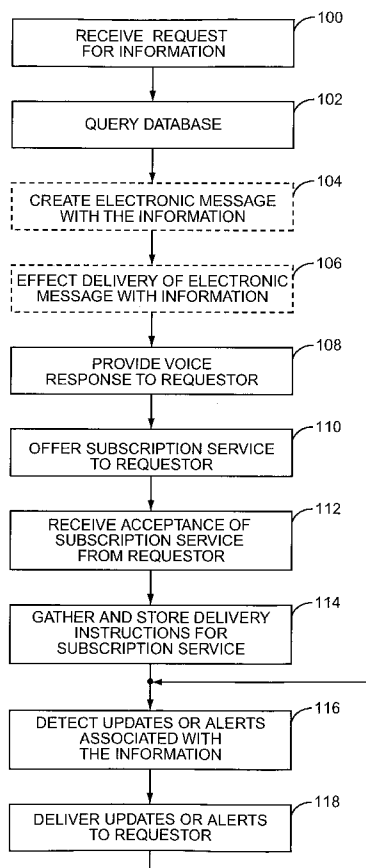 100
RECEIVE REQUEST
FOR INFORMATION
102
QUERY DATABASE
104
CREATE ELECTRONIC MESSAGE
WITH THE INFORMATION
106
EFFECT DELIVERY OF ELECTRONIC
MESSAGE WITH INFORMATION
108
PROVIDE VOICE
RESPONSE TO REQUESTOR
110
OFFER SUBSCRIPTION SERVICE
TO REQUESTOR
112
RECEIVE ACCEPTANCE OF
SUBSCRIPTION SERVICE
FROM REQUESTOR
114
GATHER AND STORE DELIVERY
INSTRUCTIONS FOR
SUBSCRIPTION SERVICE
116
DETECT UPDATES OR ALERTS
ASSOCIATED WITH
THE INFORMATION
118
DELIVER UPDATES OR ALERTS
TO REQUESTOR